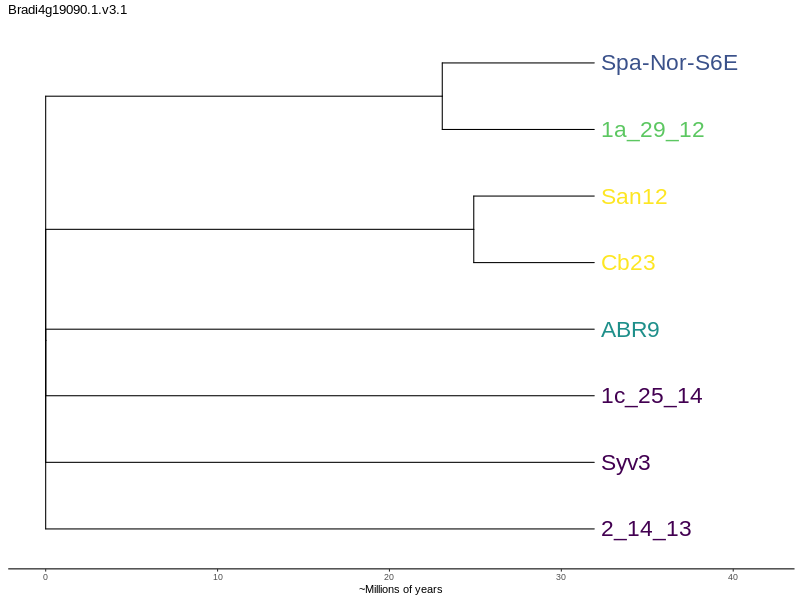 Bradi4g19090.1.v3.1
Spa-Nor-S6E
1a_29_12
San12
Cb23
ABR9
1c_25_14
Syv3
2_14_13
0 10 20 30 40
~Millions of years